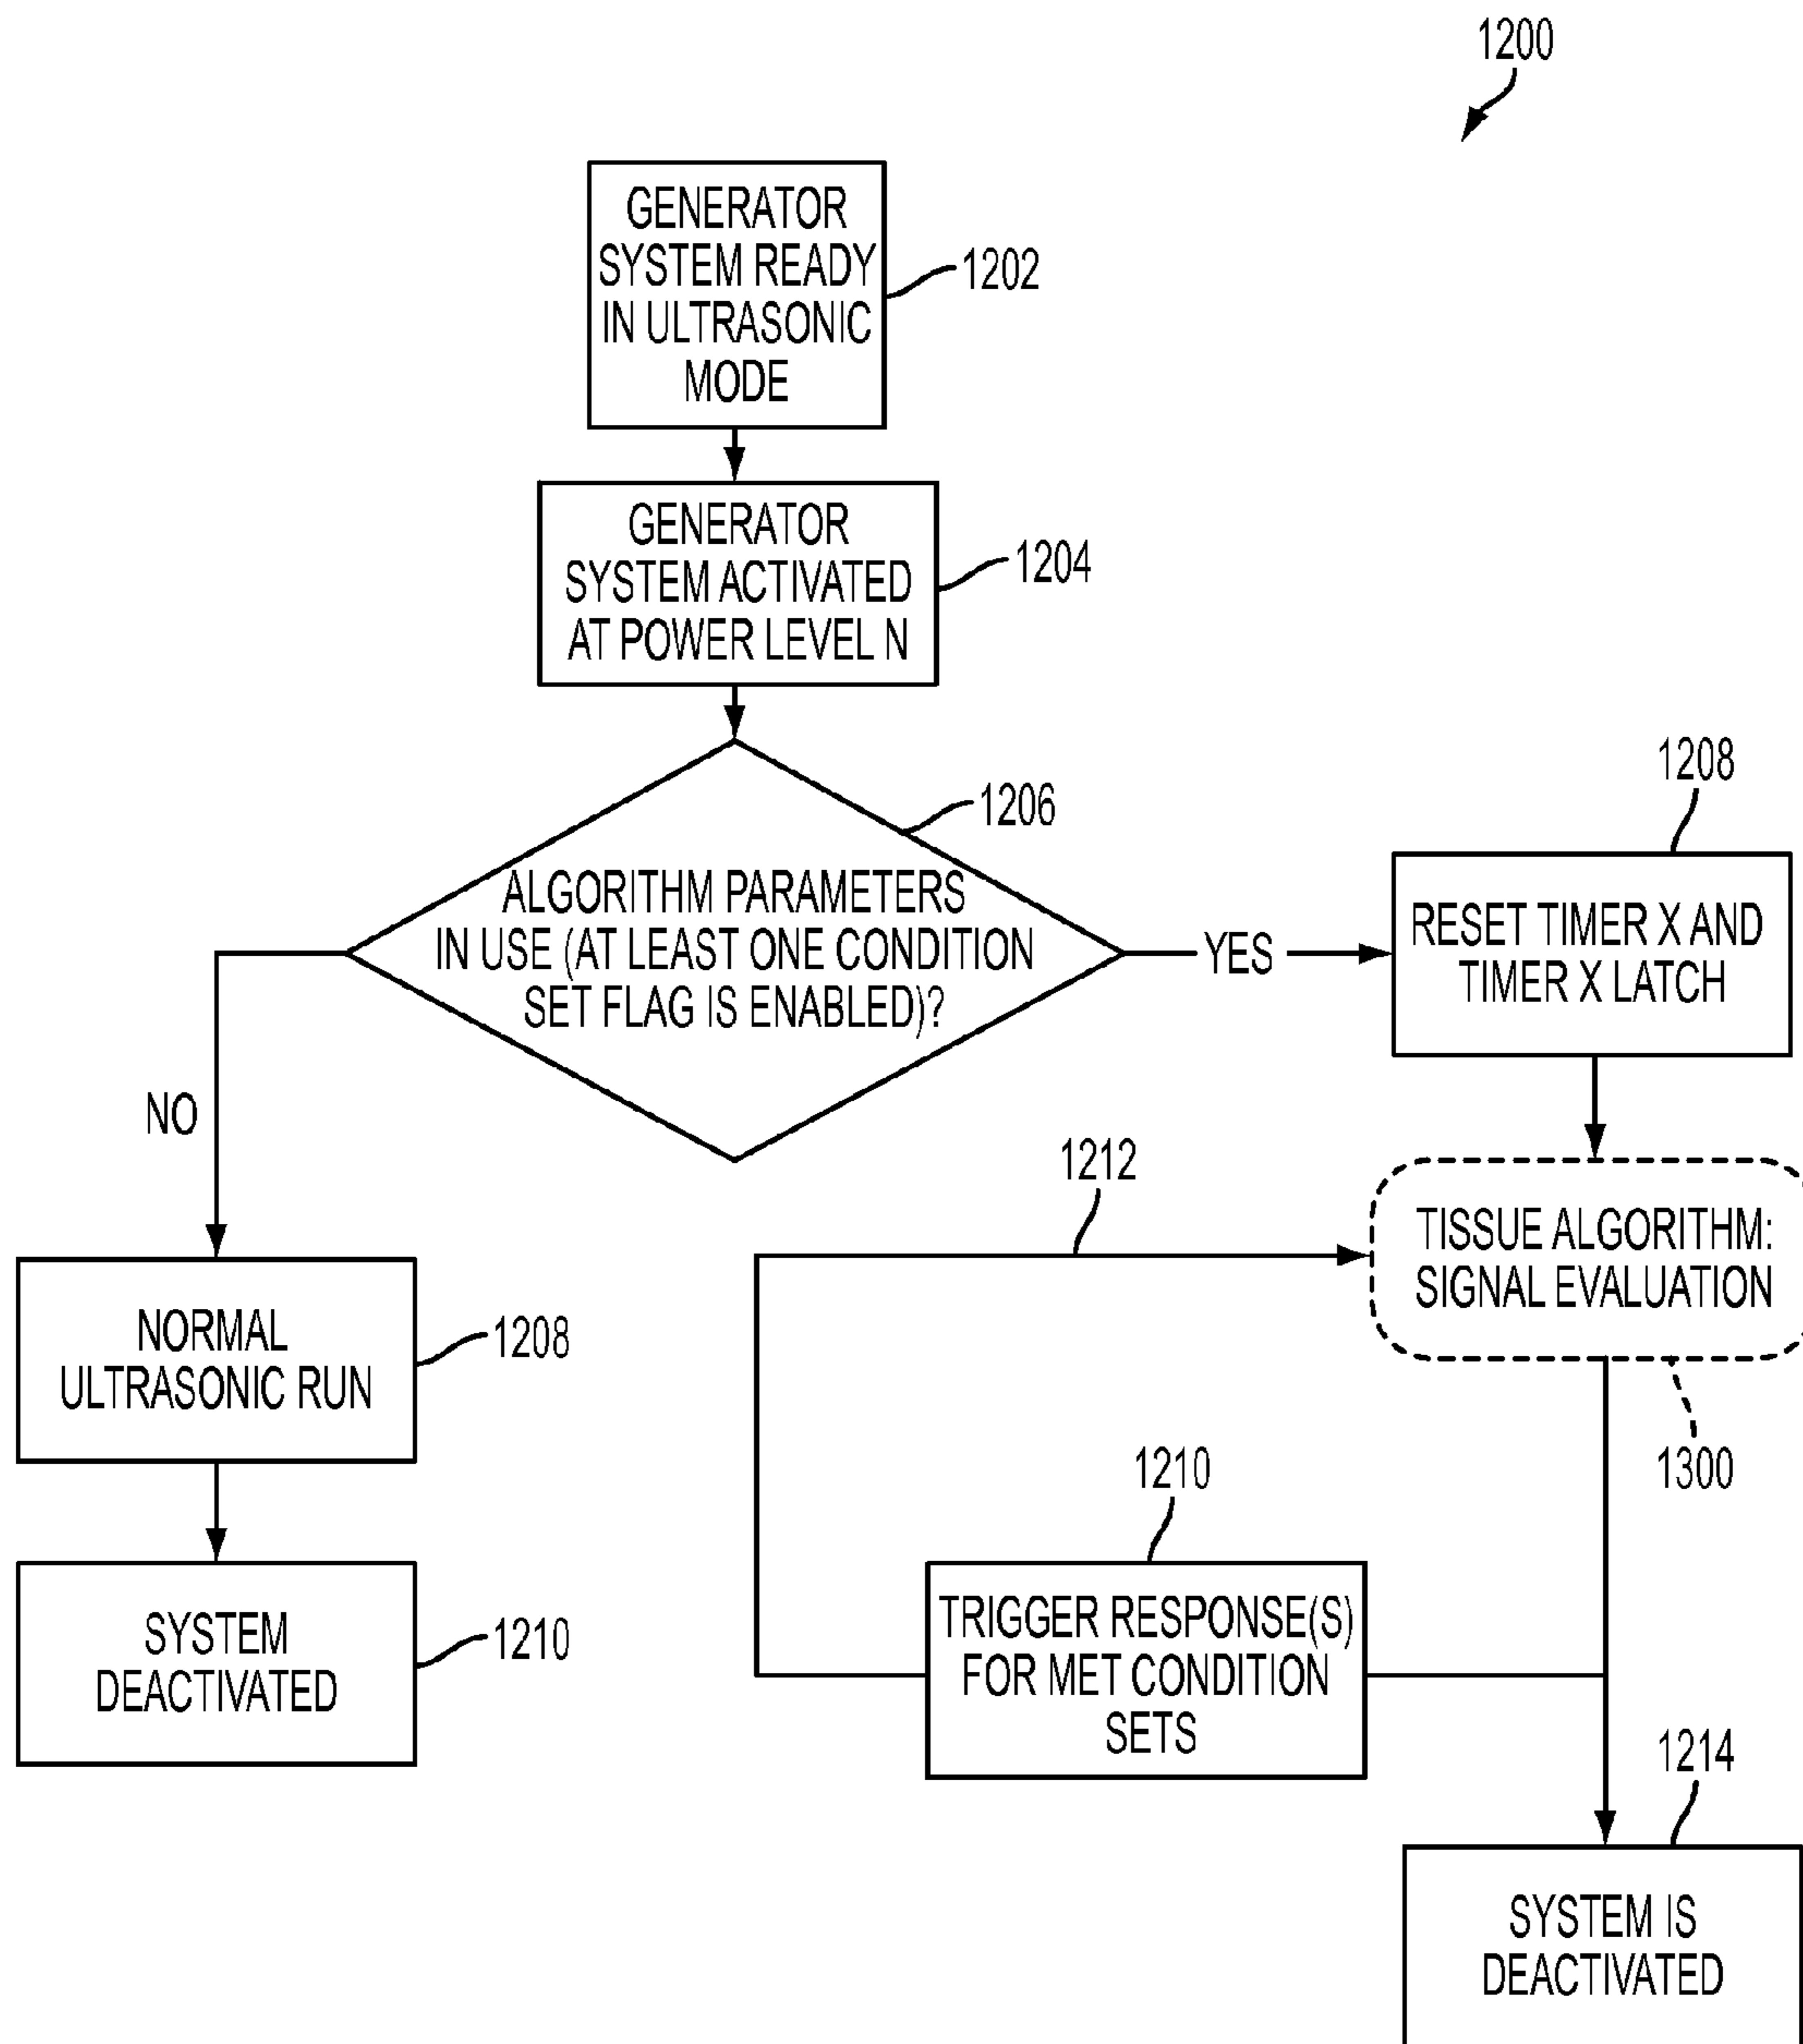 1200
GENERATOR
SYSTEM READY
IN ULTRASONIC
MODE
1202
GENERATOR
SYSTEM ACTIVATED
AT POWER LEVEL N
1204
1206
ALGORITHM PARAMETERS
IN USE (AT LEAST ONE CONDITION
SET FLAG IS ENABLED)?
YES
1208
RESET TIMER X AND
TIMER X LATCH
NO
1212
TISSUE ALGORITHM:
SIGNAL EVALUATION
1300
NORMAL
ULTRASONIC RUN
1208
SYSTEM
DEACTIVATED
1210
1210
TRIGGER RESPONSE(S)
FOR MET CONDITION
SETS
1214
SYSTEM IS
DEACTIVATED